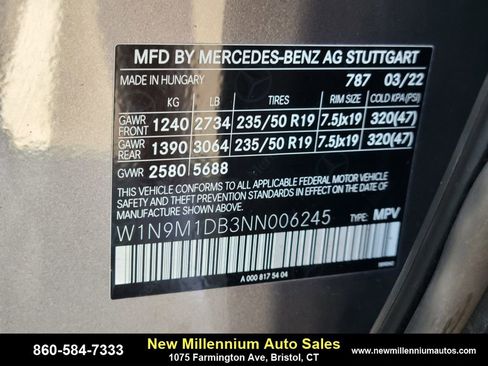 MFD BY MERCEDES-BENZ AG STUTTGART
MADE IN HUNGARY 787 03/22
KG LB TIRES RIM SIZE COLD KPA(PSI)
GAWR FRONT 1240 2734 235/50 R19 7.5Jx19 320(47)
GAWR REAR 1390 3064 235/50 R19 7.5Jx19 320(47)
GVWR 2580 5688
THIS VEHICLE CONFORMS TO ALL APPLICABLE FEDERAL MOTOR VEHICLE
SAFETY, BUMPER, AND THEFT PREVENTION STANDARDS IN EFFECT
ON THE DATE OF MANUFACTURE SHOWN ABOVE.
W1N9M1DB3NN006245 TYPE: MPV
A 000 817 54 04
860-584-7333 New Millennium Auto Sales www.newmillenniumautos.com
1075 Farmington Ave, Bristol, CT